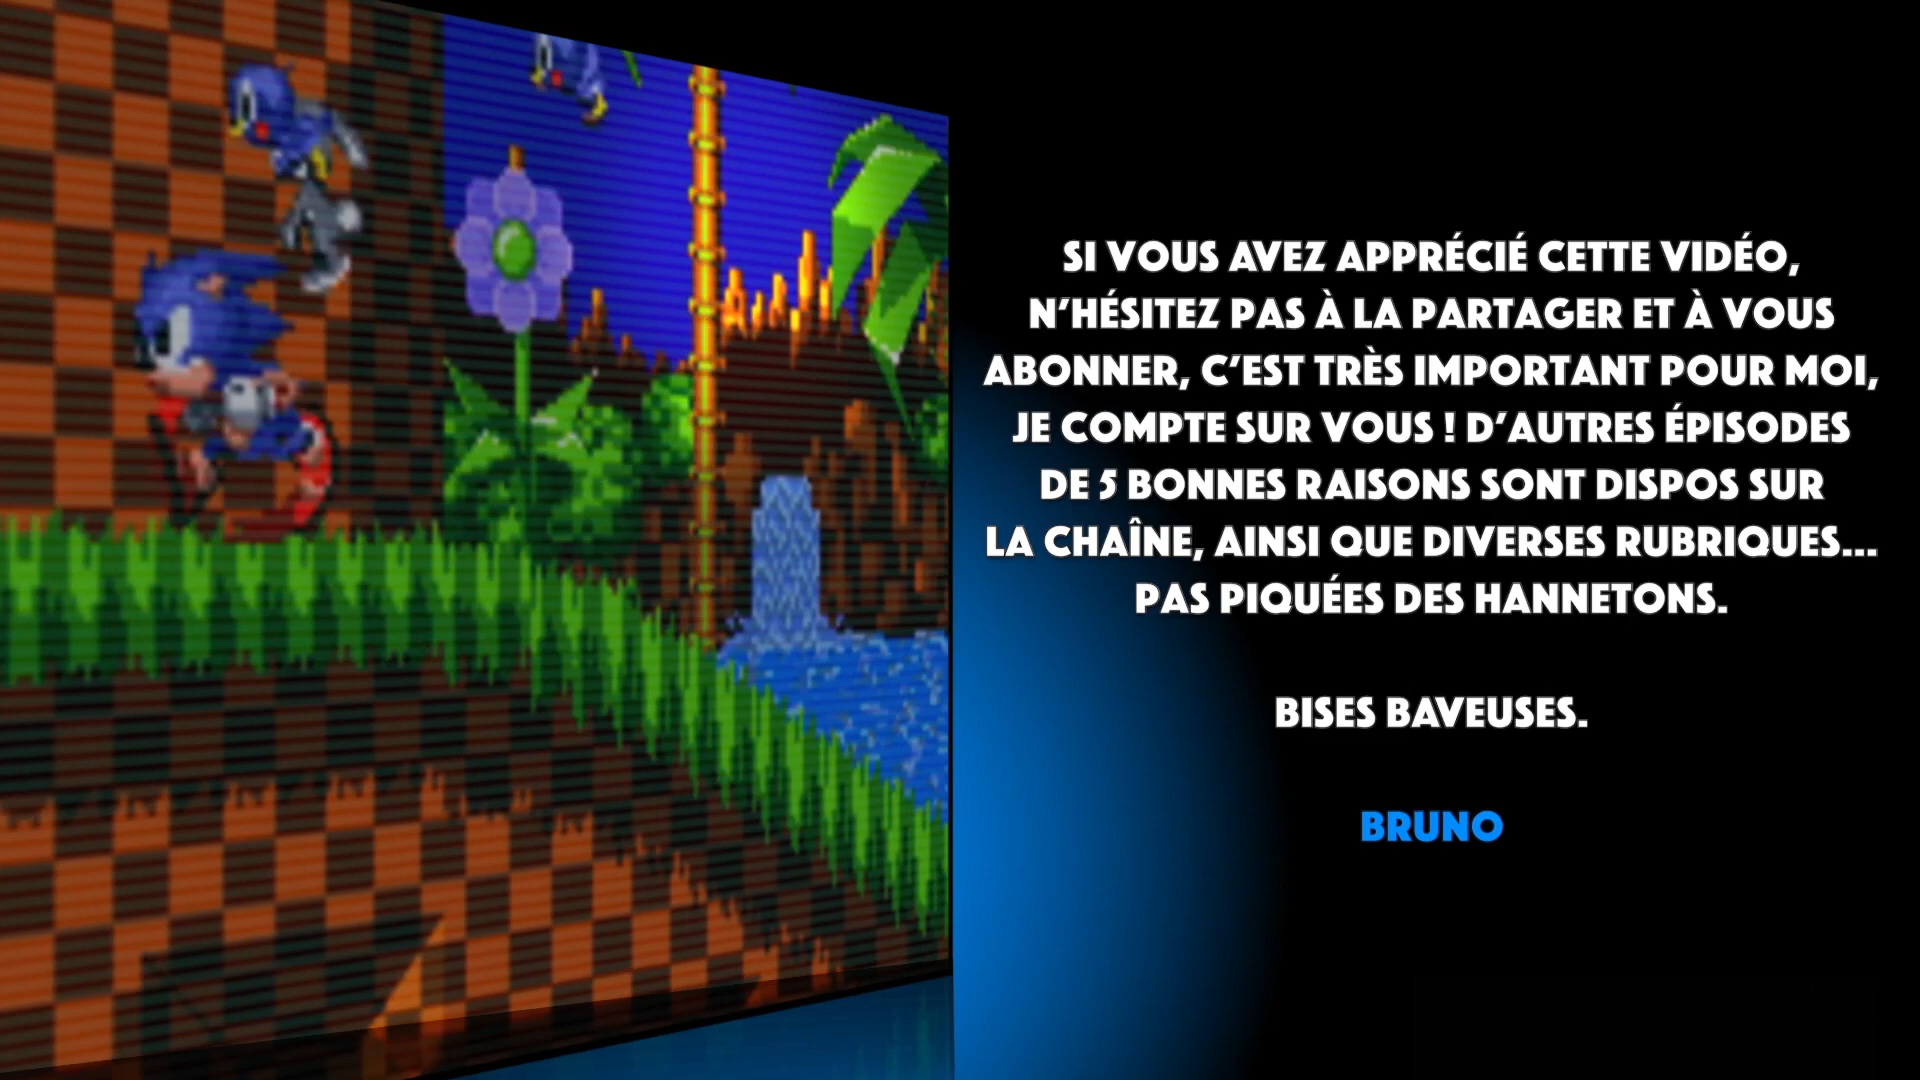 SI VOUS AVEZ APPRÉCIÉ CETTE VIDÉO,
N'HÉSITEZ PAS À LA PARTAGER ET À VOUS
ABONNER, C'EST TRÈS IMPORTANT POUR MOI,
JE COMPTE SUR VOUS ! D'AUTRES ÉPISODES
DE 5 BONNES RAISONS SONT DISPOS SUR
LA CHAÎNE, AINSI QUE DIVERSES RUBRIQUES...
PAS PIQUÉES DES HANNETONS.
BISES BAVEUSES.
BRUNO